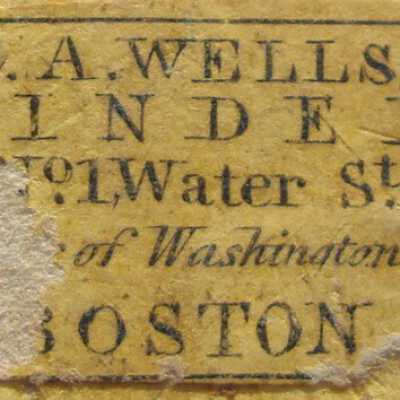 . A. WELLS,
INDE
No. 1, Water St.
of Washington
BOSTON